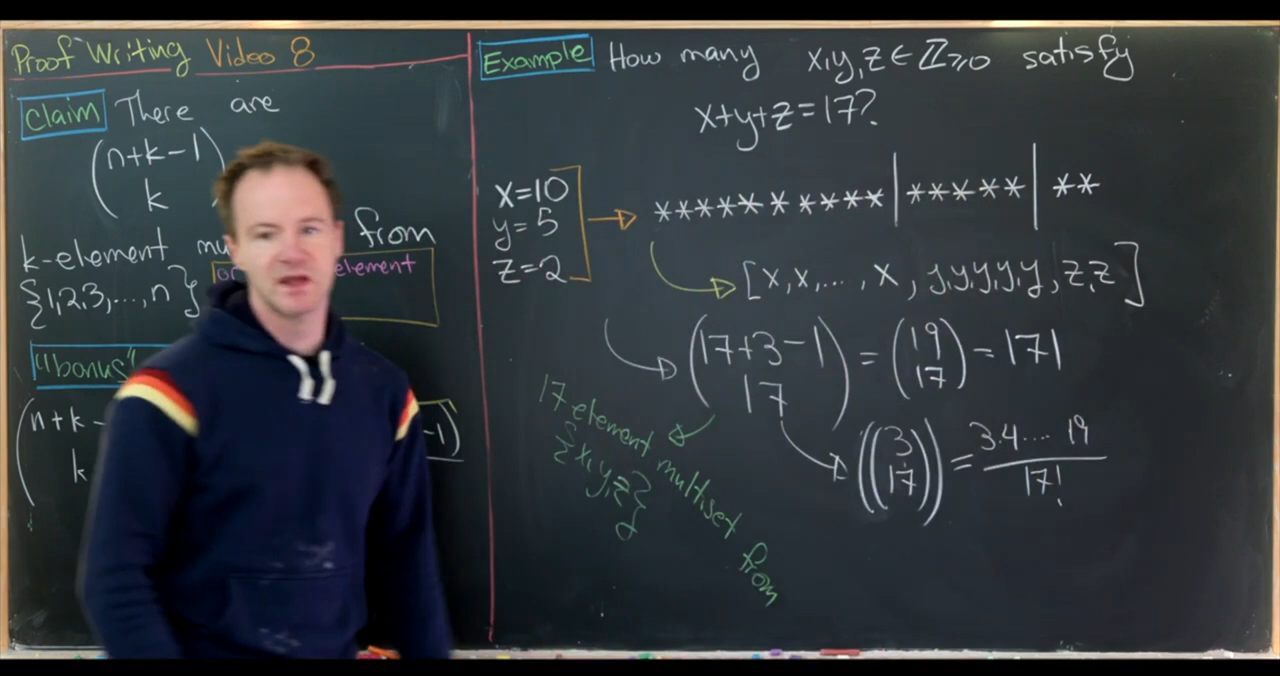 Proof Writing Video 8
Claim There are
(n+k-1
k
k-element mu from
{1,2,3,...,n} element
"bonus"
(n+k- -1)
k
Example How many x,y,z∈ℤ≥0 satisfy
x+y+z=17?
x=10
y=5
z=2
**********|*****|**
[x,x,...,x,y,y,y,y,y,z,z]
(17+3-1
17) = (19
17) = 171
((3
17)) = 3·4···· 19
17!
17-element multiset from
{x,y,z}